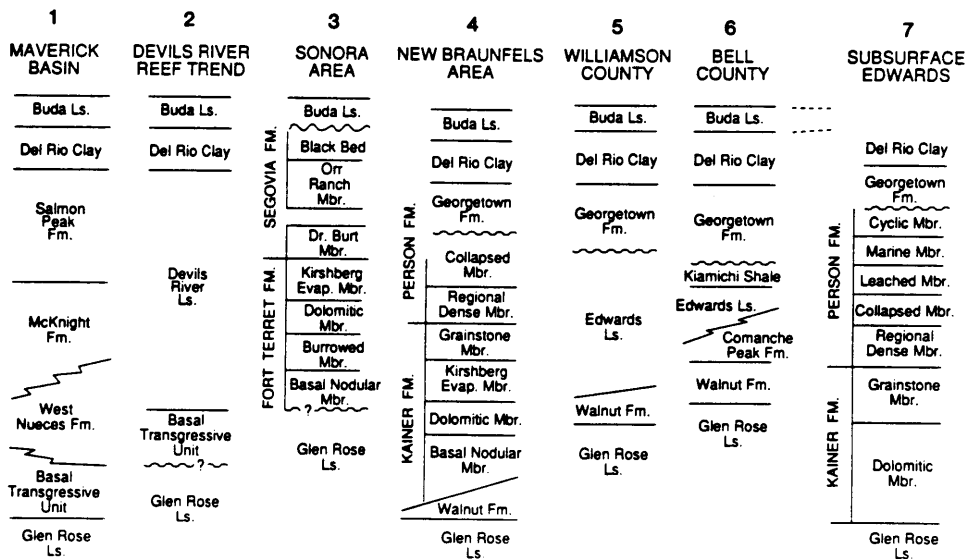 1
MAVERICK
BASIN
Buda Ls.
Del Rio Clay
Salmon
Peak
Fm.
McKnight
Fm.
West
Nueces Fm.
Basal
Transgressive
Unit
Glen Rose
Ls.
2
DEVILS RIVER
REEF TREND
Buda Ls.
Del Rio Clay
Devils
River
Ls.
Basal
Transgressive
Unit
?
Glen Rose
Ls.
3
SONORA
AREA
SEGOVIA FM.
FORT TERRET FM.
Buda Ls.
Black Bed
Orr
Ranch
Mbr.
Dr. Burt
Mbr.
Kirshberg
Evap. Mbr.
Dolomitic
Mbr.
Burrowed
Mbr.
Basal Nodular
Mbr.
?
Glen Rose
Ls.
4
NEW BRAUNFELS
AREA
PERSON FM.
KAINER FM.
Buda Ls.
Del Rio Clay
Georgetown
Fm.
Collapsed
Mbr.
Regional
Dense Mbr.
Grainstone
Mbr.
Kirshberg
Evap. Mbr.
Dolomitic Mbr.
Basal Nodular
Mbr.
Walnut Fm.
Glen Rose
Ls.
5
WILLIAMSON
COUNTY
Buda Ls.
Del Rio Clay
Georgetown
Fm.
Edwards
Ls.
Walnut Fm.
Glen Rose
Ls.
6
BELL
COUNTY
Buda Ls.
Del Rio Clay
Georgetown
Fm.
Kiamichi Shale
Edwards Ls.
Comanche
Peak Fm.
Walnut Fm.
Glen Rose
Ls.
7
SUBSURFACE
EDWARDS
PERSON FM.
KAINER FM.
Del Rio Clay
Georgetown
Fm.
Cyclic Mbr.
Marine Mbr.
Leached Mbr.
Collapsed Mbr.
Regional
Dense Mbr.
Grainstone
Mbr.
Dolomitic
Mbr.
Glen Rose
Ls.